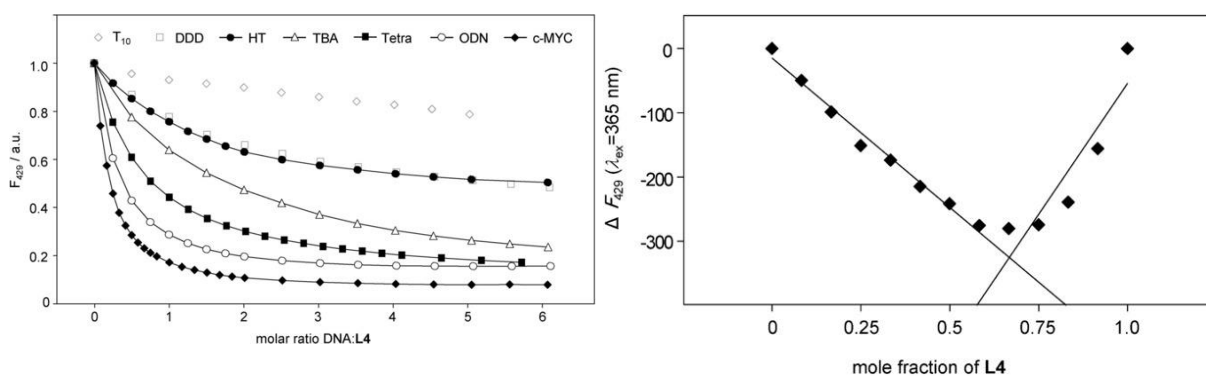 T₁₀ DDD HT TBA Tetra ODN c-MYC
F₄₂₉ / a.u.
1.0
0.8
0.6
0.4
0.2
0
0 1 2 3 4 5 6
molar ratio DNA:L4
Δ F₄₂₉ (λₑₓ=365 nm)
0
-100
-200
-300
0 0.25 0.50 0.75 1.0
mole fraction of L4